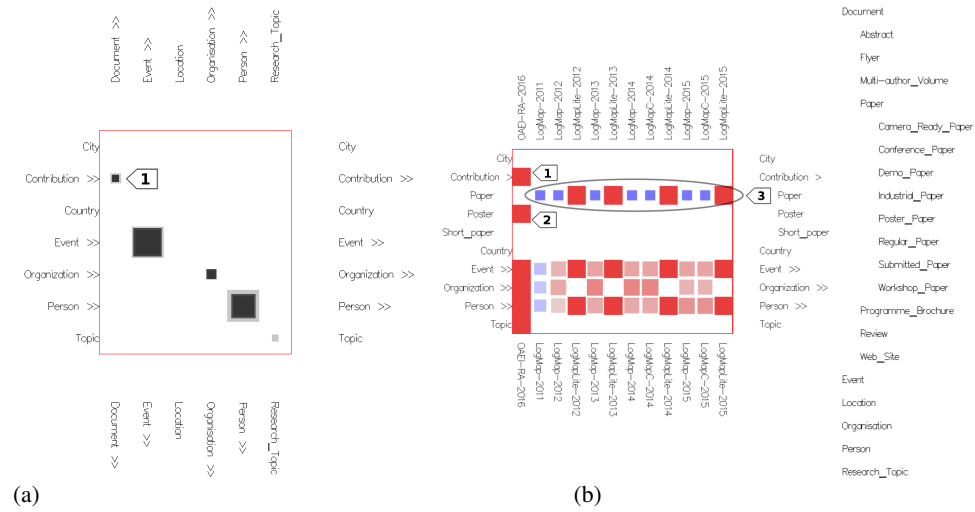 Document >>
Event >>
Location
Organisation >>
Person >>
Research_Topic
City
Contribution >>
Country
Event >>
Organization >>
Person >>
Topic
1
City
Contribution >>
Country
Event >>
Organization >>
Person >>
Topic
Document >>
Event >>
Location
Organisation >>
Person >>
Research_Topic
(a)
OAEI-RA-2016
LogMap-2011
LogMap-2012
LogMapLite-2012
LogMap-2013
LogMapLite-2013
LogMap-2014
LogMapC-2014
LogMapLite-2014
LogMap-2015
LogMapC-2015
LogMapLite-2015
City
Contribution >
Paper
Poster
Short_paper
Country
Event >>
Organization >>
Person >>
Topic
1
2
3
City
Contribution >
Paper
Poster
Short_paper
Country
Event >>
Organization >>
Person >>
Topic
OAEI-RA-2016
LogMap-2011
LogMap-2012
LogMapLite-2012
LogMap-2013
LogMapLite-2013
LogMap-2014
LogMapC-2014
LogMapLite-2014
LogMap-2015
LogMapC-2015
LogMapLite-2015
(b)
Document
Abstract
Flyer
Multi-author_Volume
Paper
Camera_Ready_Paper
Conference_Paper
Demo_Paper
Industrial_Paper
Poster_Paper
Regular_Paper
Submitted_Paper
Workshop_Paper
Programme_Brochure
Review
Web_Site
Event
Location
Organisation
Person
Research_Topic